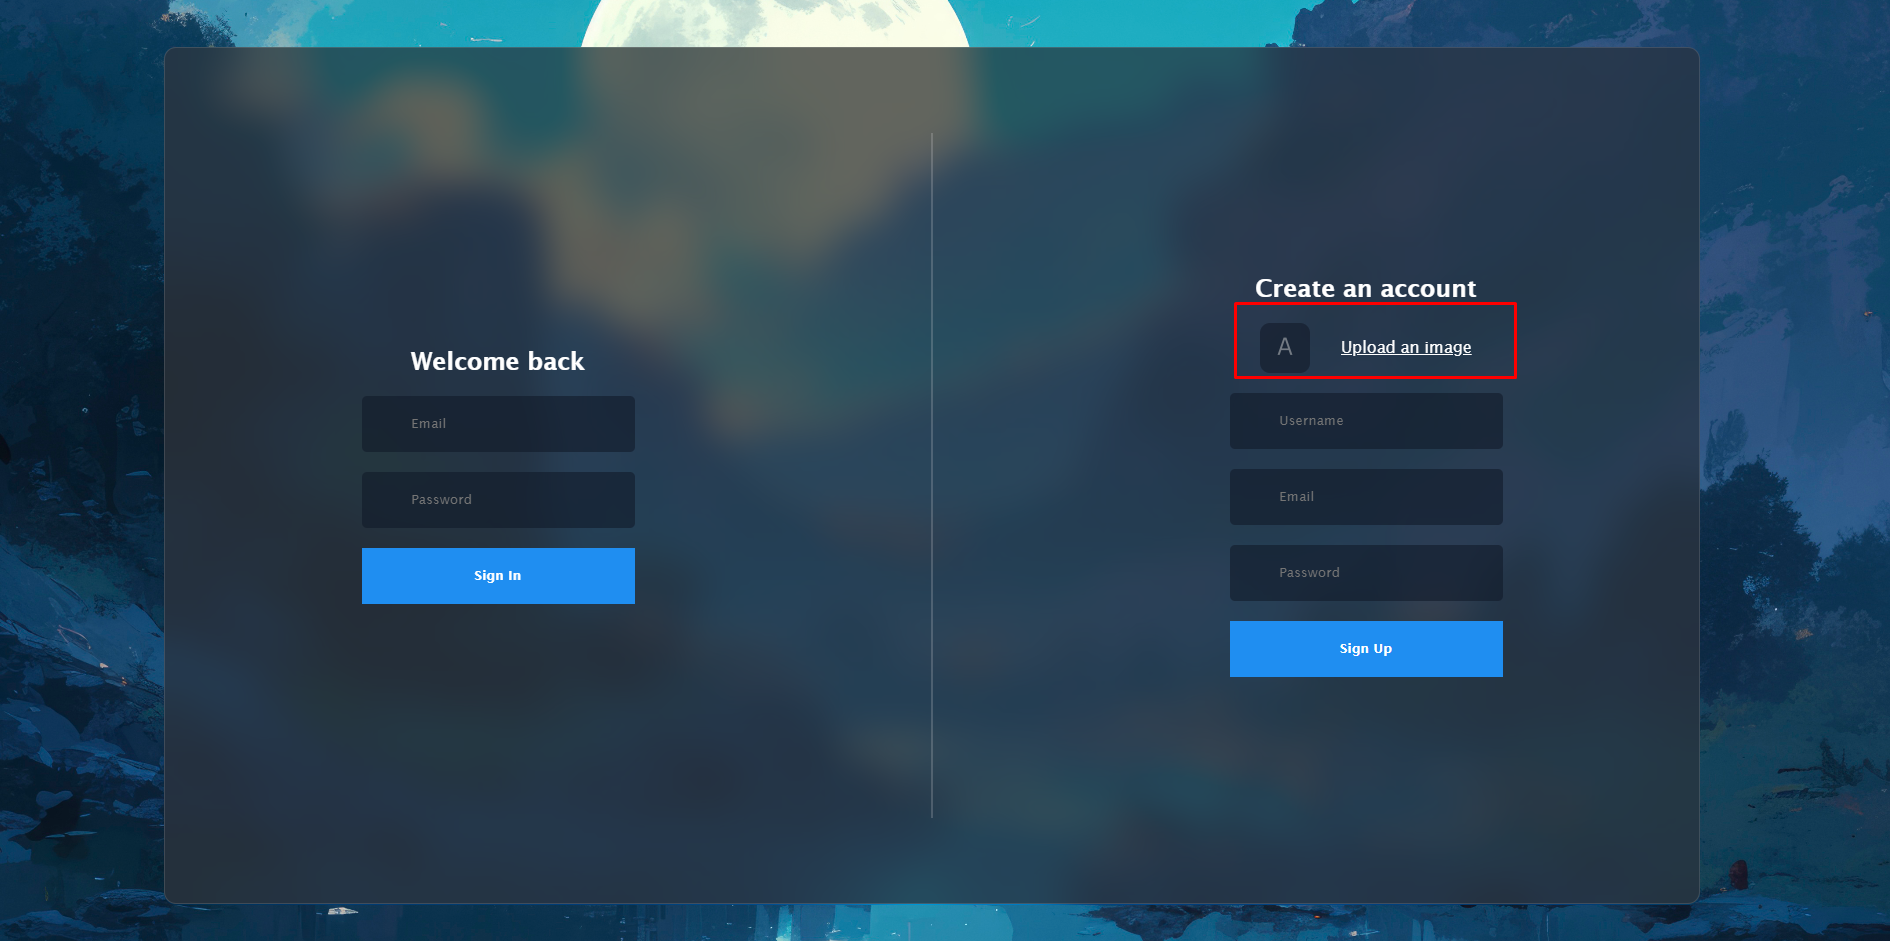 Welcome back
Email
Password
Sign In
Create an account
A
Upload an image
Username
Email
Password
Sign Up